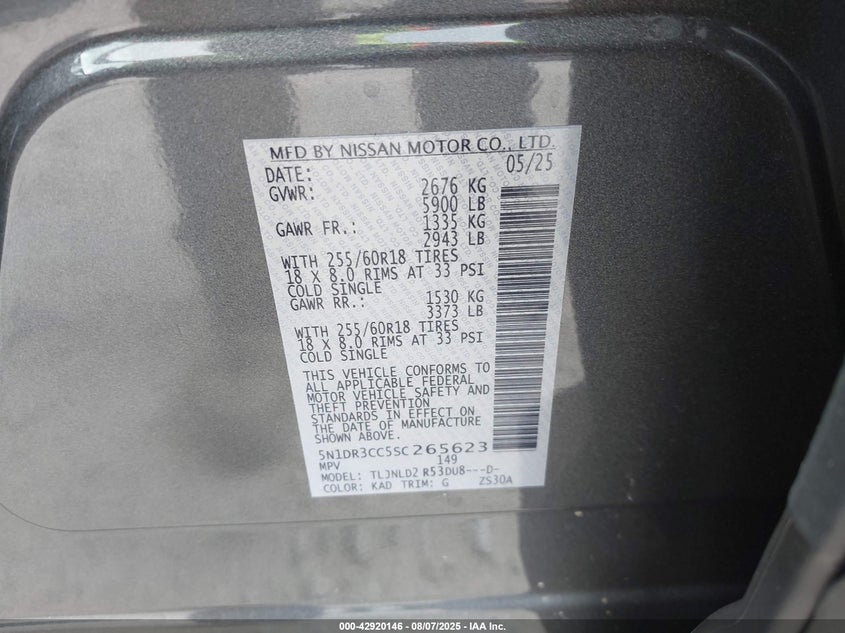 MFD BY NISSAN MOTOR CO., LTD.
DATE: 05/25
GVWR: 2676 KG
5900 LB
GAWR FR.: 1335 KG
2943 LB
WITH 255/60R18 TIRES
18 X 8.0 RIMS AT 33 PSI
COLD SINGLE
GAWR RR.: 1530 KG
3373 LB
WITH 255/60R18 TIRES
18 X 8.0 RIMS AT 33 PSI
COLD SINGLE
THIS VEHICLE CONFORMS TO
ALL APPLICABLE FEDERAL
MOTOR VEHICLE SAFETY AND
THEFT PREVENTION
STANDARDS IN EFFECT ON
THE DATE OF MANUFACTURE
SHOWN ABOVE.
5N1DR3CC5SC265623
MPV 149
MODEL: TLJNLD2 R53DU8---D-
COLOR: KAD TRIM: G ZS30A
000-42920146 - 08/07/2025 - IAA Inc.